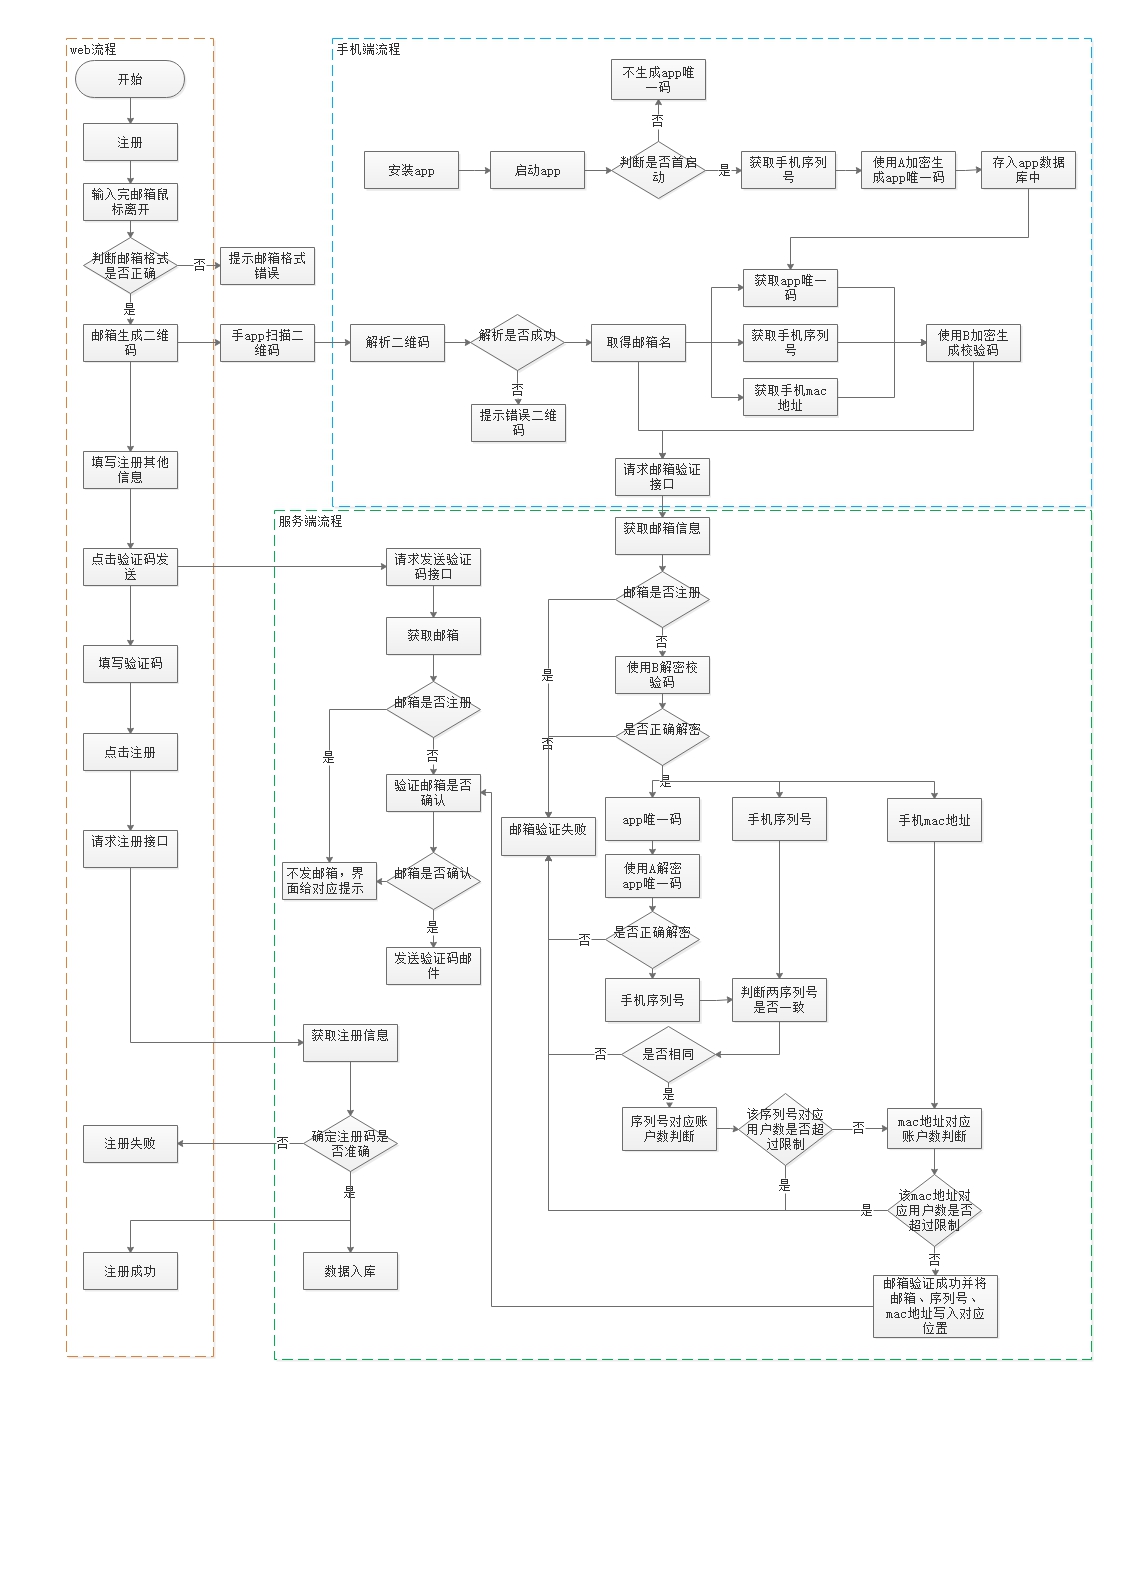 web流程
开始
注册
输入完邮箱鼠
标离开
判断邮箱格式
是否正确
否
提示邮箱格式
错误
是
邮箱生成二维
码
手app扫描二
维码
填写注册其他
信息
点击验证码发
送
填写验证码
点击注册
请求注册接口
注册失败
注册成功
手机端流程
不生成app唯
一码
否
安装app
启动app
判断是否首启
动
是
获取手机序列
号
使用A加密生
成app唯一码
存入app数据
库中
解析二维码
解析是否成功
否
提示错误二维
码
取得邮箱名
获取app唯一
码
获取手机序列
号
获取手机mac
地址
使用B加密生
成校验码
请求邮箱验证
接口
服务端流程
请求发送验证
码接口
获取邮箱
邮箱是否注册
是
否
验证邮箱是否
确认
邮箱是否确认
不发邮箱，界
面给对应提示
是
发送验证码邮
件
获取注册信息
确定注册码是
否准确
否
是
数据入库
获取邮箱信息
邮箱是否注册
是
否
使用B解密校
验码
是否正确解密
否
是
邮箱验证失败
app唯一码
手机序列号
手机mac地址
使用A解密
app唯一码
是否正确解密
否
手机序列号
判断两序列号
是否一致
是否相同
否
是
序列号对应账
户数判断
该序列号对应
用户数是否超
过限制
否
是
mac地址对应
账户数判断
该mac地址对
应用户数是否
超过限制
是
否
邮箱验证成功并将
邮箱、序列号、
mac地址写入对应
位置